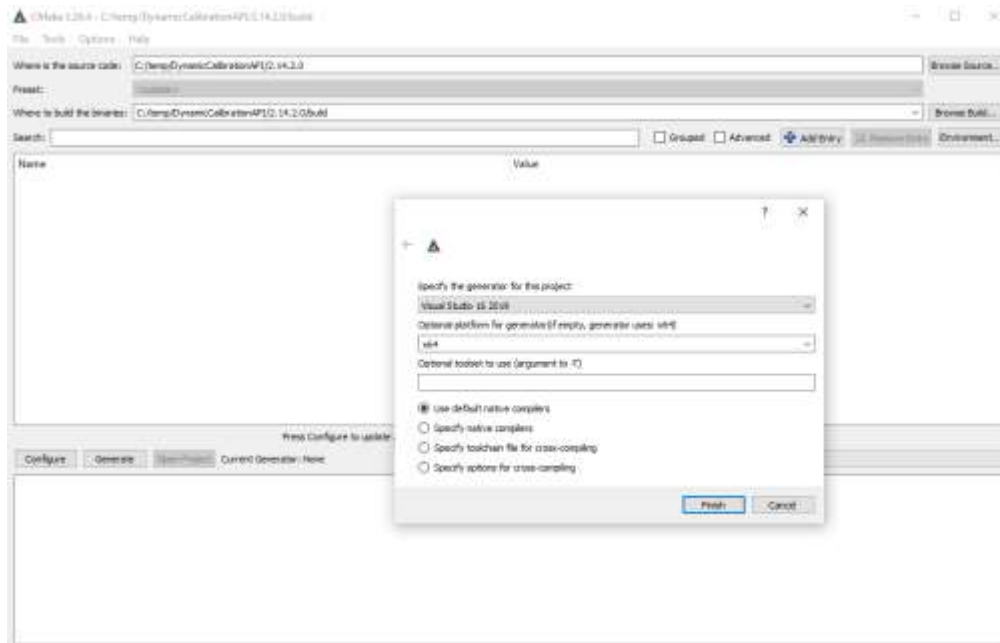 CMake 3.20.4 - C:/temp/DynamicCalibrationAPI/2.14.2.0/build
File Tools Options Help
Where is the source code: C:/temp/DynamicCalibrationAPI/2.14.2.0 Browse Source...
Preset:
Where to build the binaries: C:/temp/DynamicCalibrationAPI/2.14.2.0/build Browse Build...
Search: Grouped Advanced Add Entry Remove Entry Environment...
Name Value
Specify the generator for this project
Visual Studio 16 2019
Optional platform for generator(if empty, generator uses: x64)
x64
Optional toolset to use (argument to -T)
Use default native compilers
Specify native compilers
Specify toolchain file for cross-compiling
Specify options for cross-compiling
Finish Cancel
Press Configure to update
Configure Generate Open Project Current Generator: None